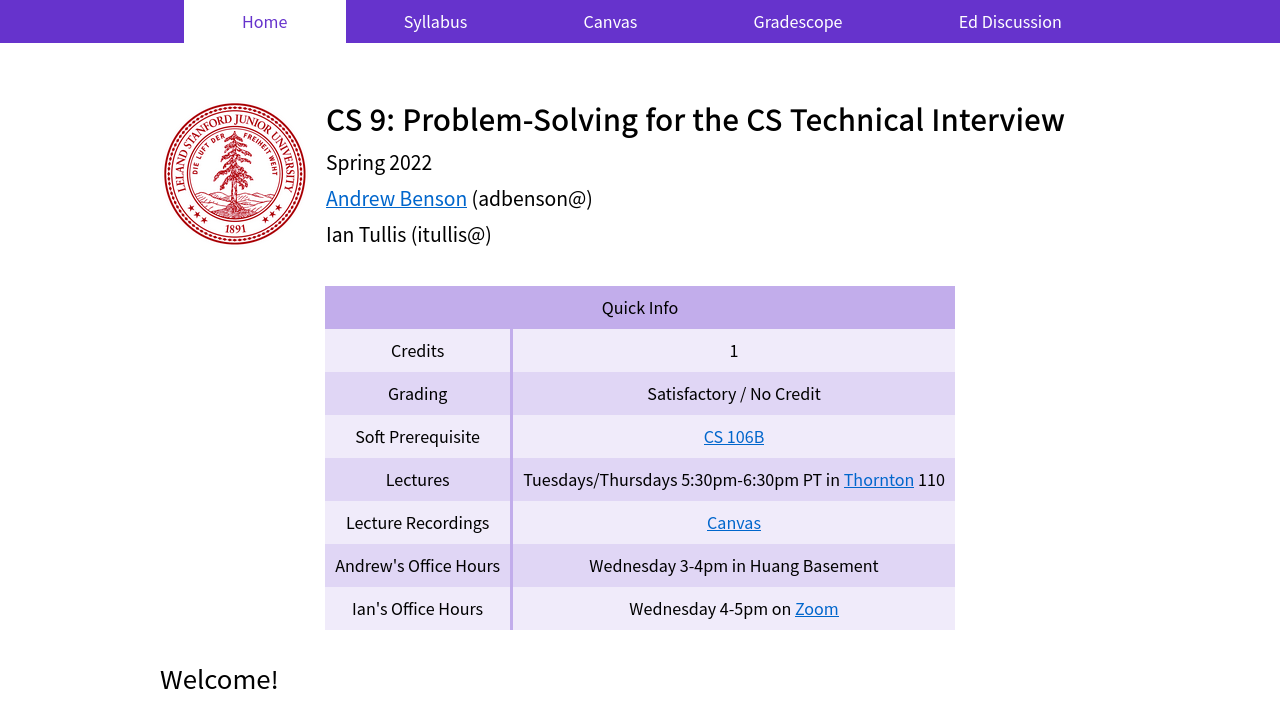 Home Syllabus Canvas Gradescope Ed Discussion
LELAND STANFORD JUNIOR UNIVERSITY
DIE LUFT DER FREIHEIT WEHT
1891
CS 9: Problem-Solving for the CS Technical Interview
Spring 2022
Andrew Benson (adbenson@)
Ian Tullis (itullis@)
Quick Info
Credits 1
Grading Satisfactory / No Credit
Soft Prerequisite CS 106B
Lectures Tuesdays/Thursdays 5:30pm-6:30pm PT in Thornton 110
Lecture Recordings Canvas
Andrew's Office Hours Wednesday 3-4pm in Huang Basement
Ian's Office Hours Wednesday 4-5pm on Zoom
Welcome!